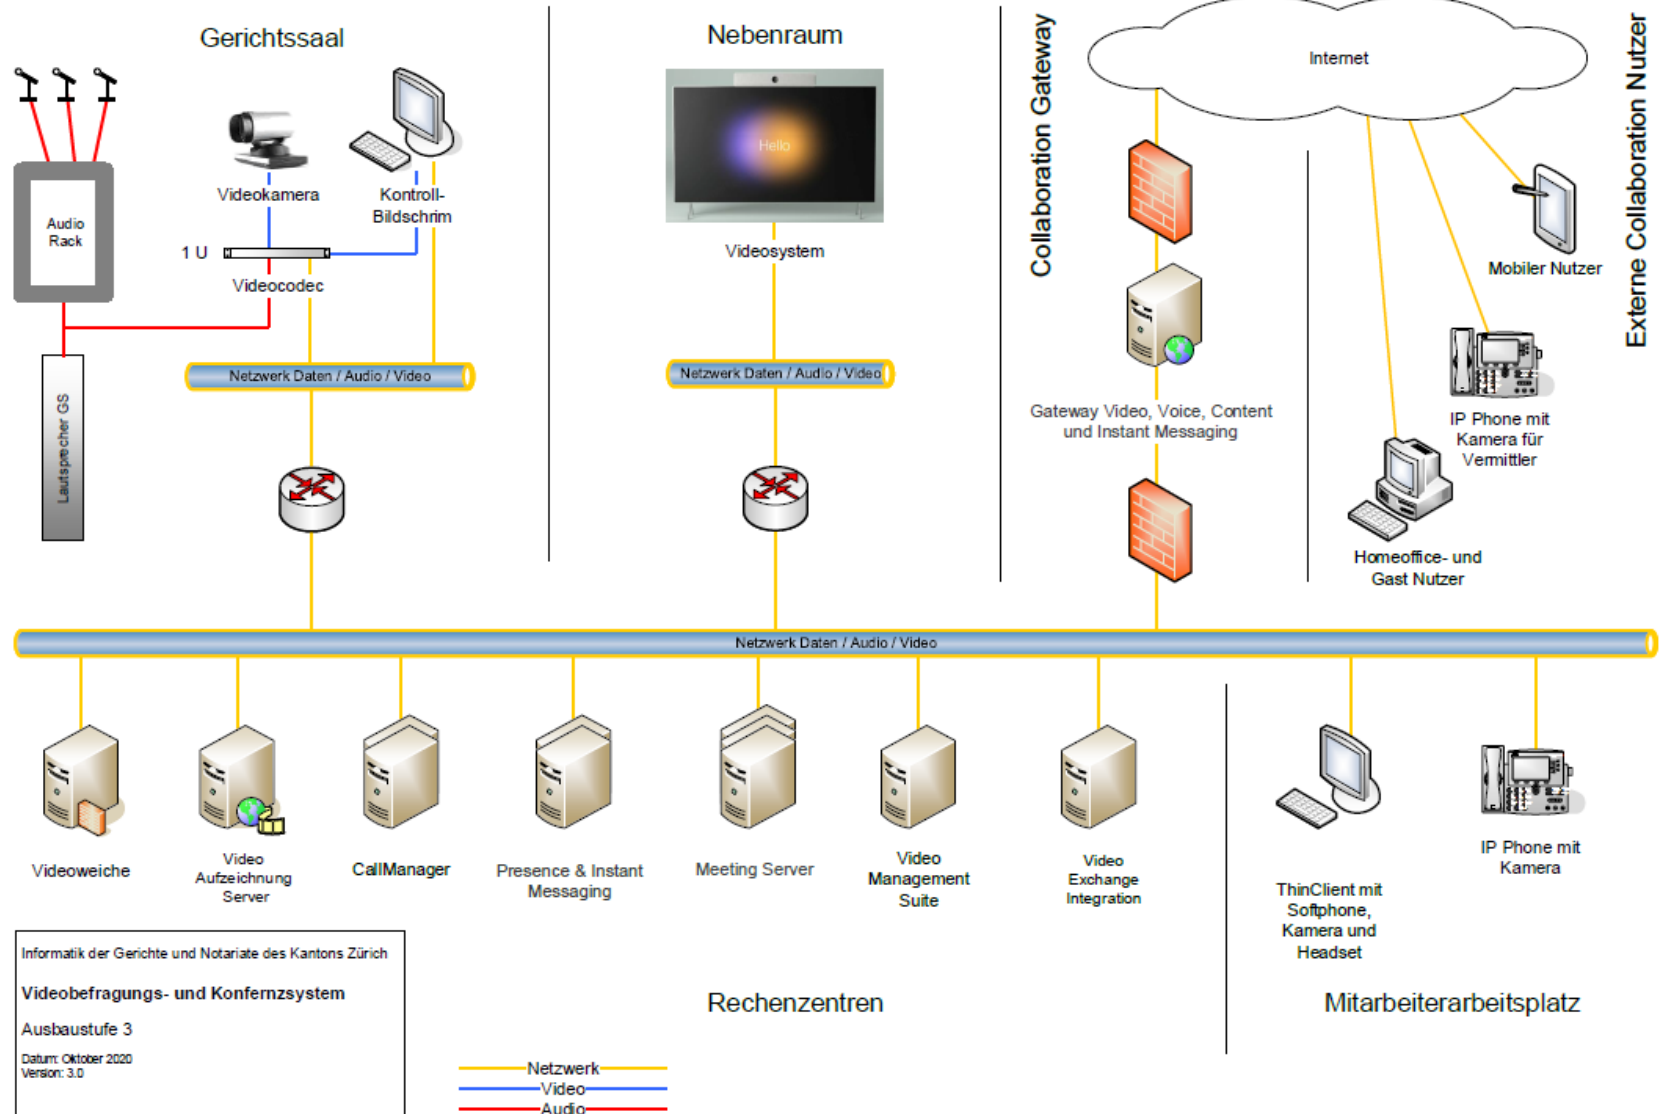 Gerichtssaal
Nebenraum
Collaboration Gateway
Internet
Externe Collaboration Nutzer
Hello
Audio
Rack
Videokamera
Kontroll-
Bildschrim
1 U
Videocodec
Videosystem
Mobiler Nutzer
Netzwerk Daten / Audio / Video
Netzwerk Daten / Audio / Video
Lautsprecher GS
Gateway Video, Voice, Content
und Instant Messaging
IP Phone mit
Kamera für
Vermittler
Homeoffice- und
Gast Nutzer
Netzwerk Daten / Audio / Video
Videoweiche
Video
Aufzeichnung
Server
CallManager
Presence & Instant
Messaging
Meeting Server
Video
Management
Suite
Video
Exchange
Integration
ThinClient mit
Softphone,
Kamera und
Headset
IP Phone mit
Kamera
Informatik der Gerichte und Notariate des Kantons Zürich
Videobefragungs- und Konfernzsystem
Ausbaustufe 3
Datum: Oktober 2020
Version: 3.0
Rechenzentren
Mitarbeiterarbeitsplatz
Netzwerk
Video
Audio